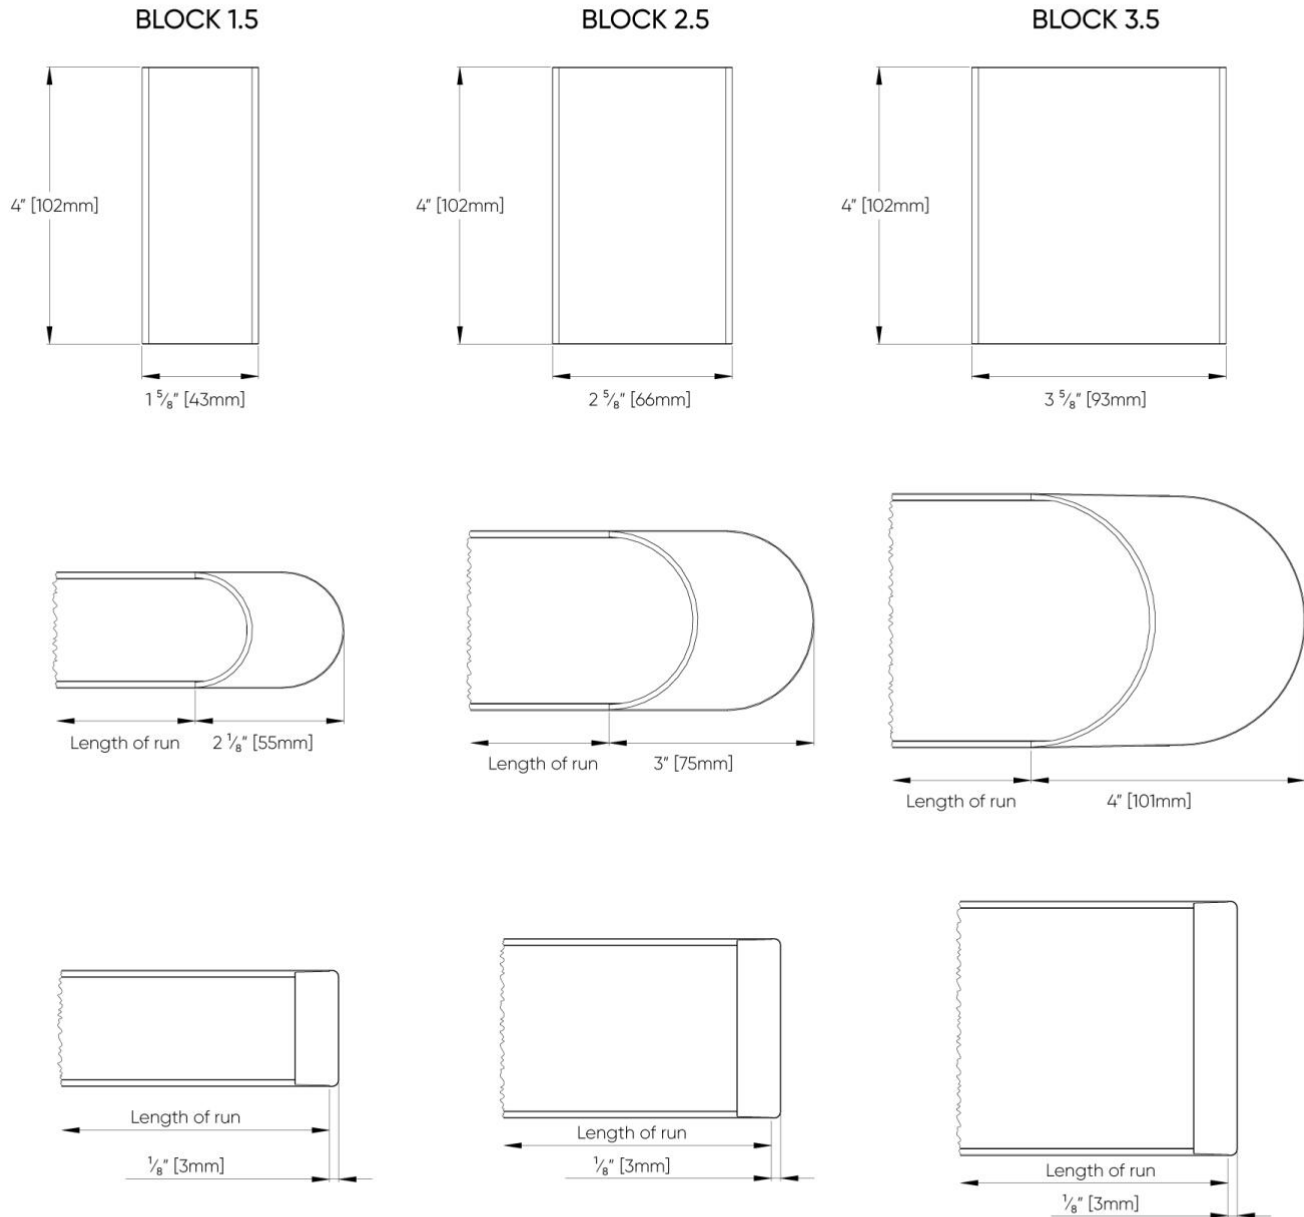 BLOCK 1.5
BLOCK 2.5
BLOCK 3.5
4" [102mm]
4" [102mm]
4" [102mm]
1 ⁵⁄₈" [43mm]
2 ⁵⁄₈" [66mm]
3 ⁵⁄₈" [93mm]
Length of run
2 ¹⁄₈" [55mm]
Length of run
3" [75mm]
Length of run
4" [101mm]
Length of run
¹⁄₈" [3mm]
Length of run
¹⁄₈" [3mm]
Length of run
¹⁄₈" [3mm]